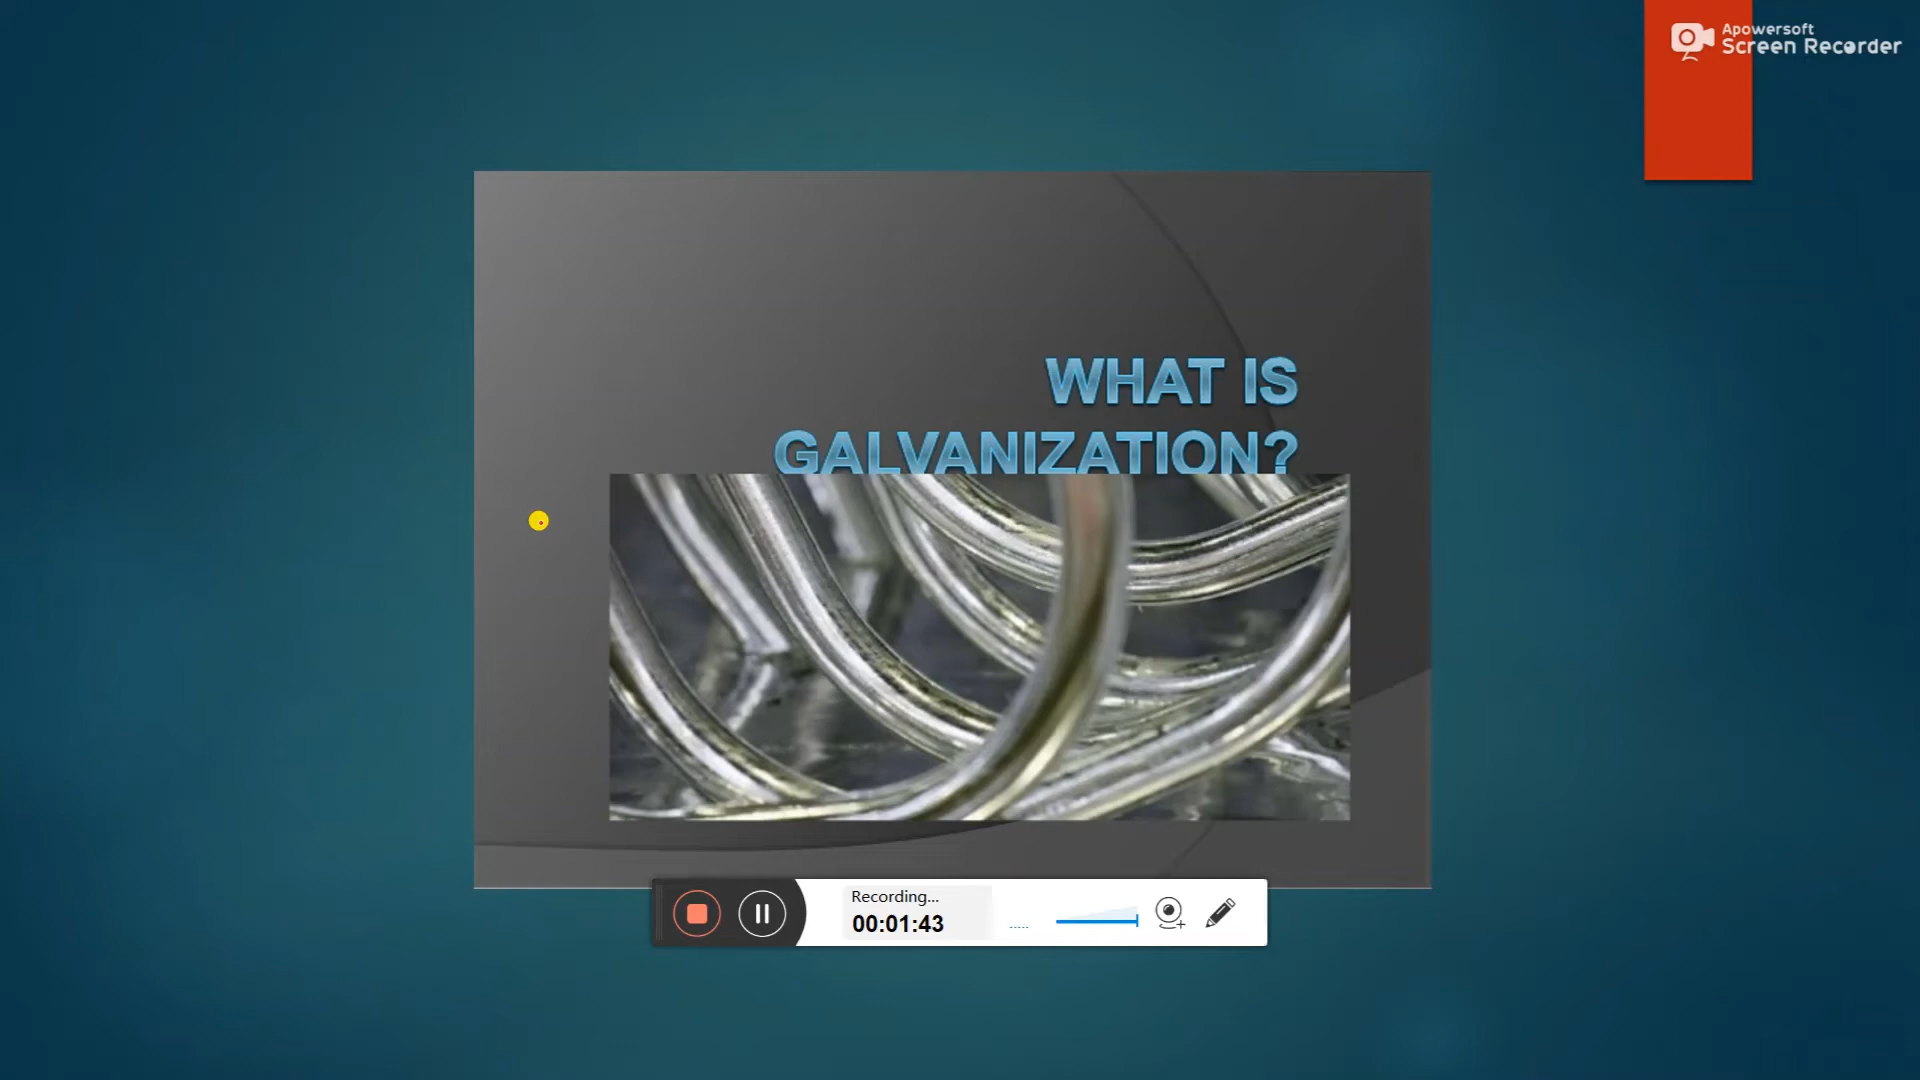 Apowersoft
Screen Recorder
WHAT IS
GALVANIZATION?
Recording...
00:01:43